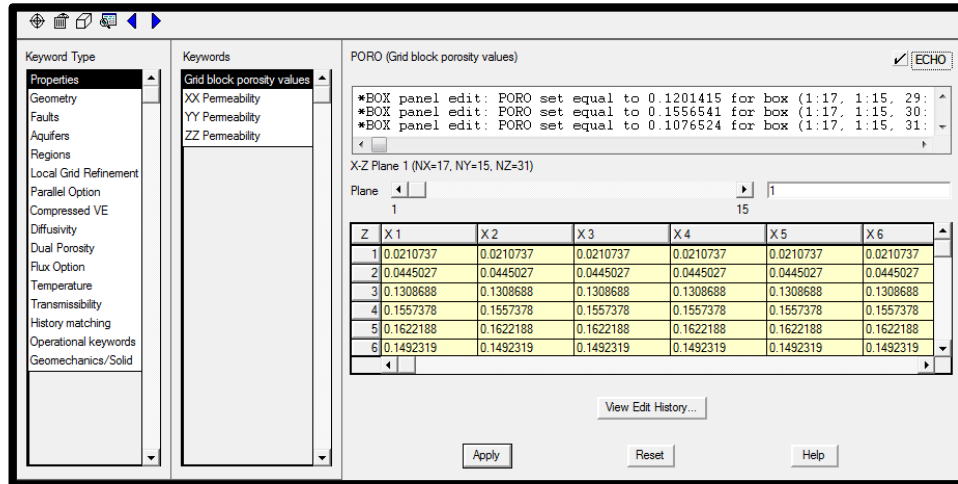 Keyword Type
Properties
Geometry
Faults
Aquifers
Regions
Local Grid Refinement
Parallel Option
Compressed VE
Diffusivity
Dual Porosity
Flux Option
Temperature
Transmissibility
History matching
Operational keywords
Geomechanics/Solid
Keywords
Grid block porosity values
XX Permeability
YY Permeability
ZZ Permeability
PORO (Grid block porosity values)
ECHO
*BOX panel edit: PORO set equal to 0.1201415 for box (1:17, 1:15, 29:
*BOX panel edit: PORO set equal to 0.1556541 for box (1:17, 1:15, 30:
*BOX panel edit: PORO set equal to 0.1076524 for box (1:17, 1:15, 31:
X-Z Plane 1 (NX=17, NY=15, NZ=31)
Plane 1
1 15
Z X 1 X 2 X 3 X 4 X 5 X 6
1 0.0210737 0.0210737 0.0210737 0.0210737 0.0210737 0.0210737
2 0.0445027 0.0445027 0.0445027 0.0445027 0.0445027 0.0445027
3 0.1308688 0.1308688 0.1308688 0.1308688 0.1308688 0.1308688
4 0.1557378 0.1557378 0.1557378 0.1557378 0.1557378 0.1557378
5 0.1622188 0.1622188 0.1622188 0.1622188 0.1622188 0.1622188
6 0.1492319 0.1492319 0.1492319 0.1492319 0.1492319 0.1492319
View Edit History...
Apply Reset Help